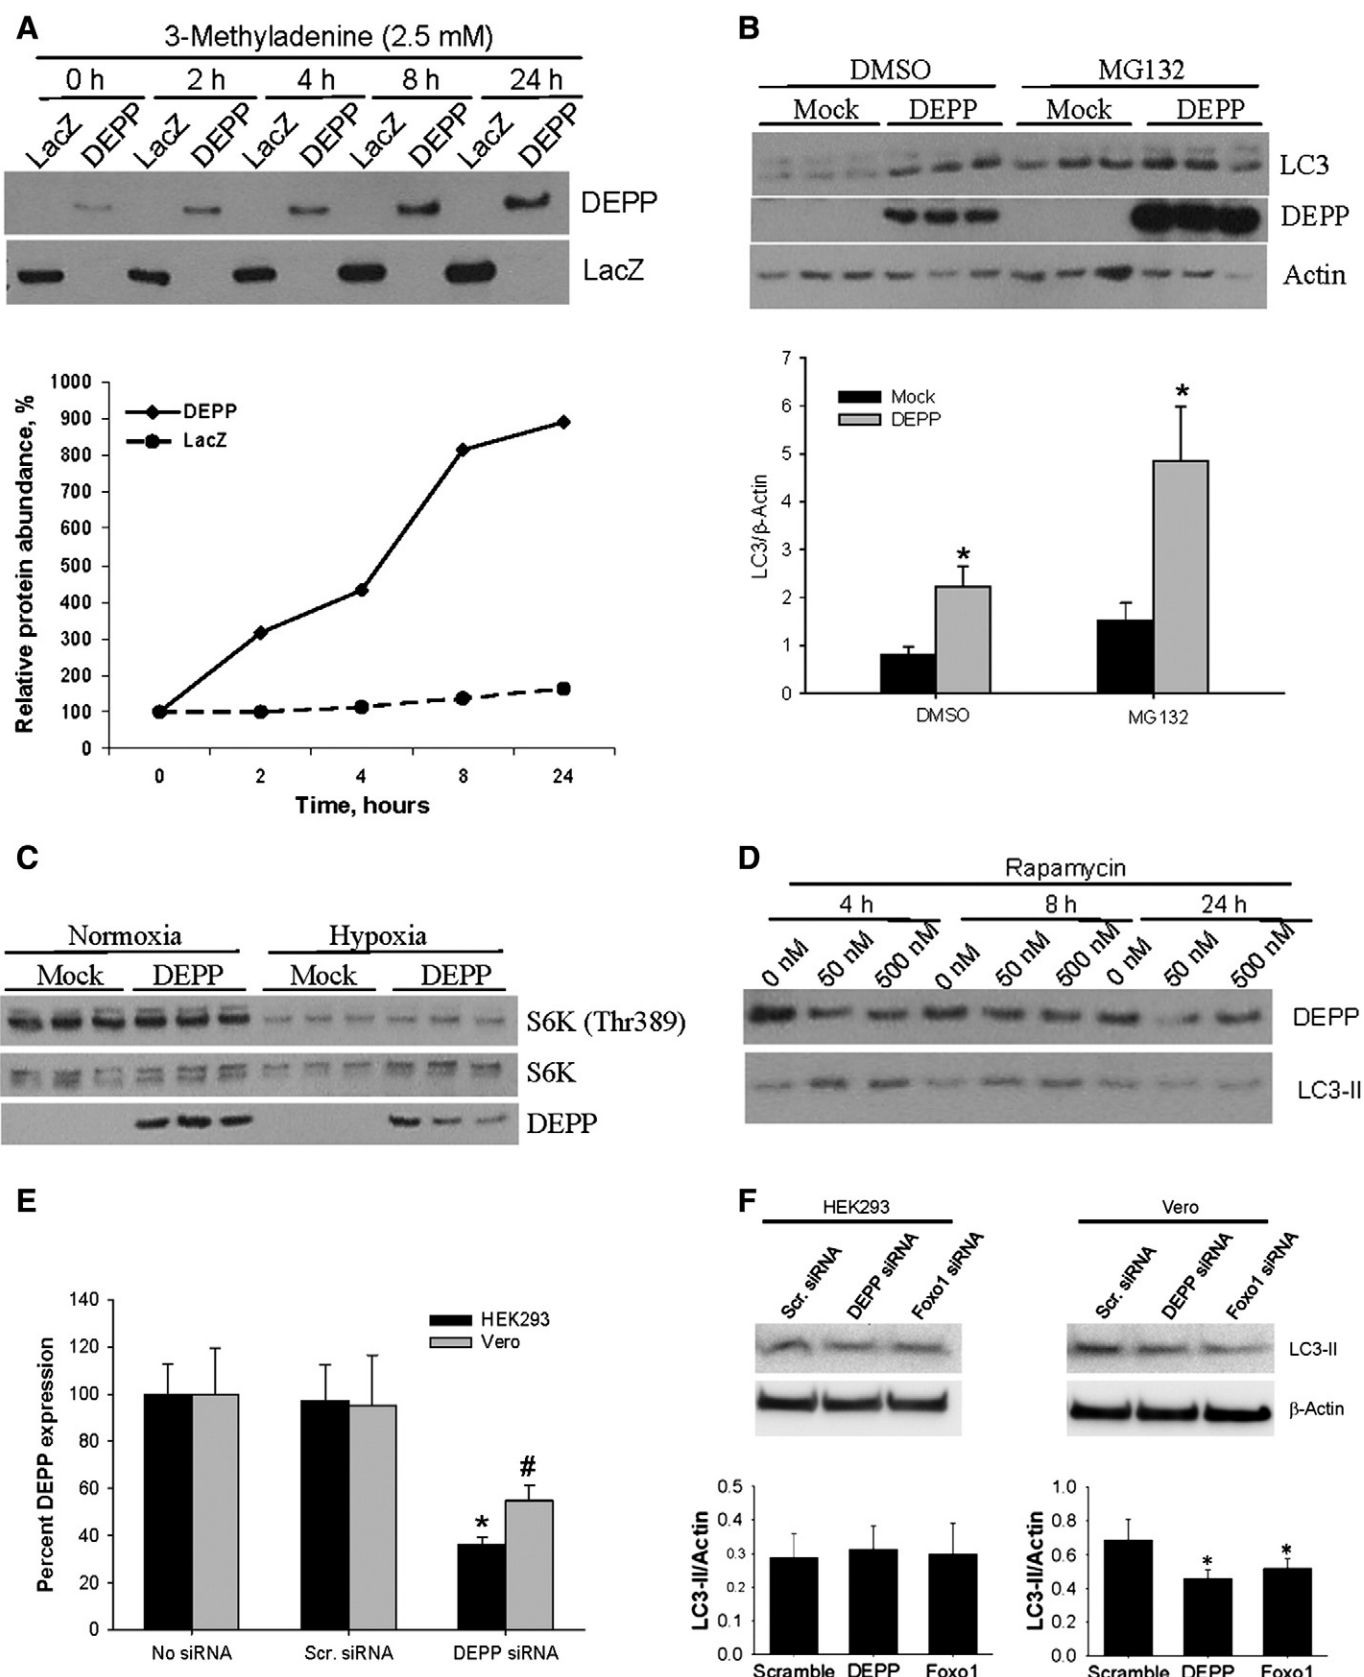 A
3-Methyladenine (2.5 mM)
0 h 2 h 4 h 8 h 24 h
LacZ DEPP LacZ DEPP LacZ DEPP LacZ DEPP LacZ DEPP
DEPP
LacZ
Relative protein abundance, %
1000
900
800
700
600
500
400
300
200
100
0
DEPP
LacZ
0 2 4 8 24
Time, hours
B
DMSO MG132
Mock DEPP Mock DEPP
LC3
DEPP
Actin
LC3/β-Actin
7
6
5
4
3
2
1
0
Mock
DEPP
* *
DMSO MG132
C
Normoxia Hypoxia
Mock DEPP Mock DEPP
S6K (Thr389)
S6K
DEPP
D
Rapamycin
4 h 8 h 24 h
0 nM 50 nM 500 nM 0 nM 50 nM 500 nM 0 nM 50 nM 500 nM
DEPP
LC3-II
E
Percent DEPP expression
140
120
100
80
60
40
20
0
HEK293
Vero
* #
No siRNA Scr. siRNA DEPP siRNA
F
HEK293 Vero
Scr. siRNA DEPP siRNA Foxo1 siRNA Scr. siRNA DEPP siRNA Foxo1 siRNA
LC3-II
β-Actin
LC3-II/Actin
0.5
0.4
0.3
0.2
0.1
0.0
Scramble DEPP Foxo1
LC3-II/Actin
1.0
0.8
0.6
0.4
0.2
0.0
* *
Scramble DEPP Foxo1